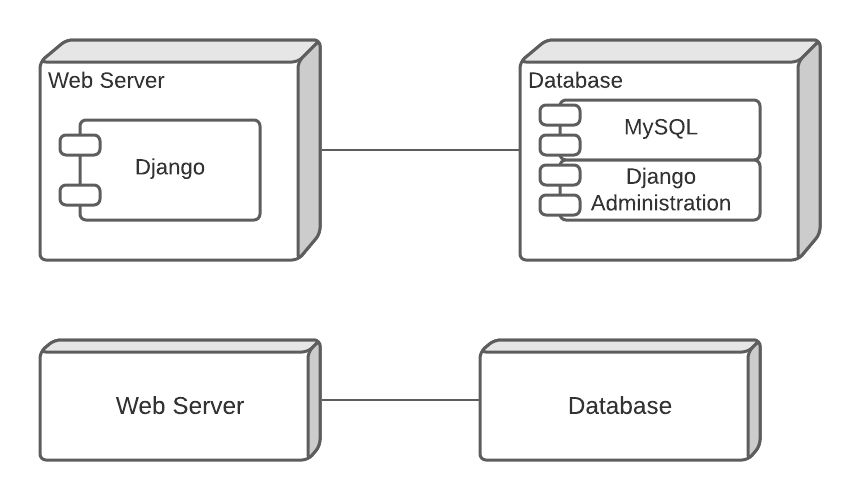 Web Server
Django
Database
MySQL
Django
Administration
Web Server
Database